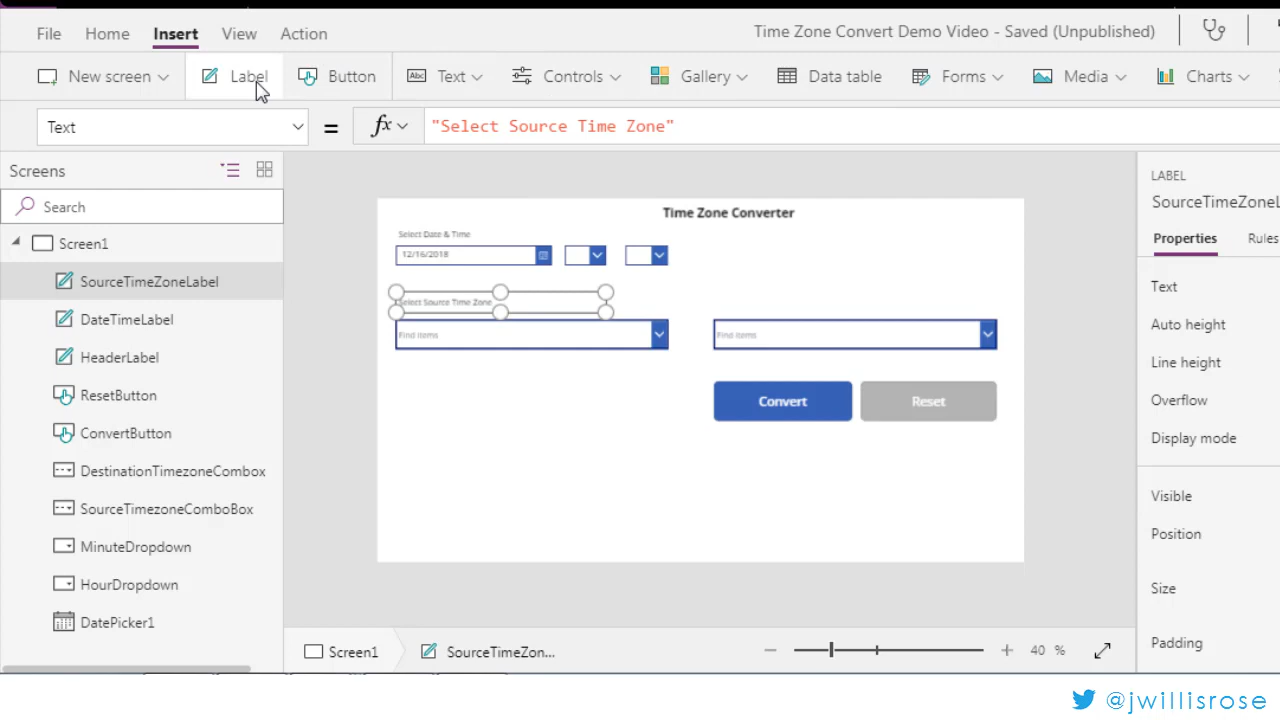 File Home Insert View Action Time Zone Convert Demo Video - Saved (Unpublished)
New screen Label Button Abc Text Controls Gallery Data table Forms Media Charts
Text = fx "Select Source Time Zone"
Screens
Search
Screen1
SourceTimeZoneLabel
DateTimeLabel
HeaderLabel
ResetButton
ConvertButton
DestinationTimezoneCombox
SourceTimezoneComboBox
MinuteDropdown
HourDropdown
DatePicker1
Time Zone Converter
Select Date & Time
12/16/2018
Select Source Time Zone
Find items Find items
Convert Reset
Screen1 SourceTimeZon... 40 %
LABEL
SourceTimeZoneL
Properties Rules
Text
Auto height
Line height
Overflow
Display mode
Visible
Position
Size
Padding
@jwillisrose